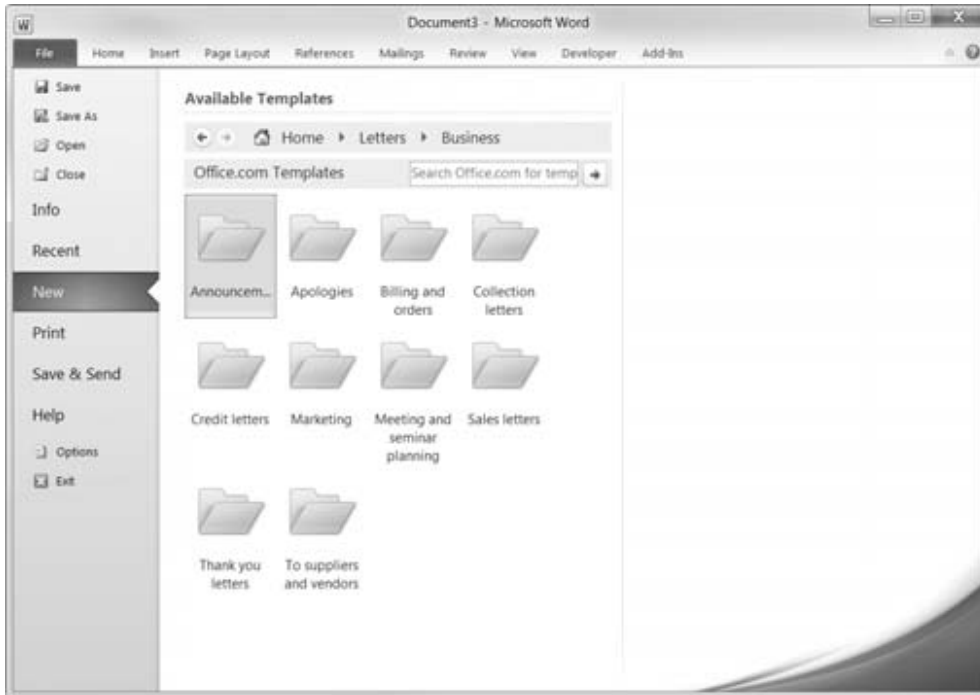 W
Document3 - Microsoft Word
File Home Insert Page Layout References Mailings Review View Developer Add-Ins
Save
Save As
Open
Close
Info
Recent
New
Print
Save & Send
Help
Options
Exit
Available Templates
Home Letters Business
Office.com Templates
Search Office.com for temp
Announcem... Apologies Billing and orders Collection letters
Credit letters Marketing Meeting and seminar planning Sales letters
Thank you letters To suppliers and vendors